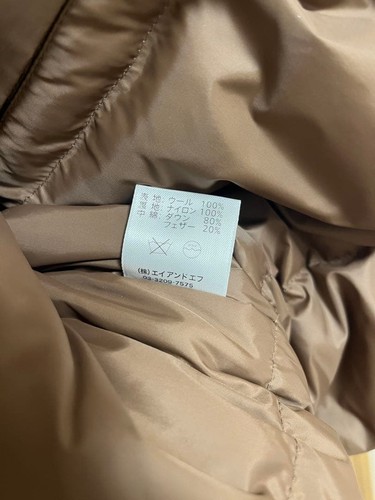 表 地: ウール 100%
裏 地: ナイロン 100%
中 綿: ダウン 80%
フェザー 20%
(株) エイアンドエフ
03-3209-7575